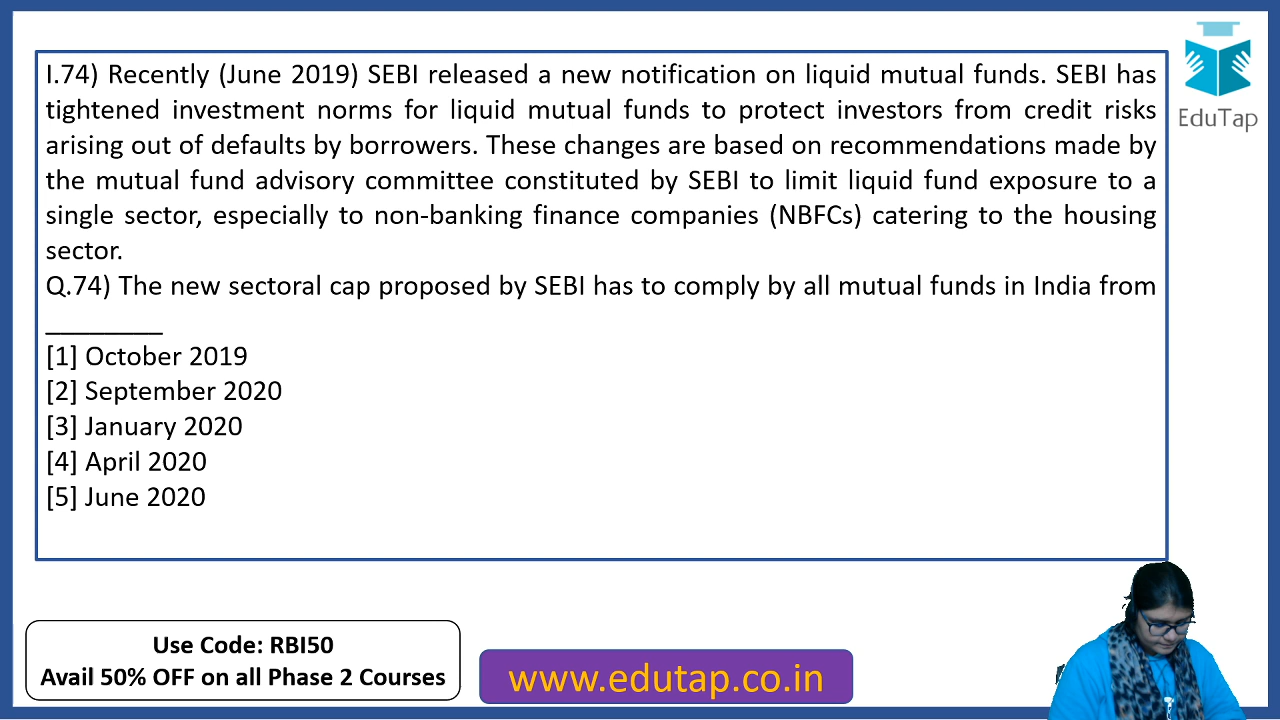 I.74) Recently (June 2019) SEBI released a new notification on liquid mutual funds. SEBI has
tightened investment norms for liquid mutual funds to protect investors from credit risks
arising out of defaults by borrowers. These changes are based on recommendations made by
the mutual fund advisory committee constituted by SEBI to limit liquid fund exposure to a
single sector, especially to non-banking finance companies (NBFCs) catering to the housing
sector.
Q.74) The new sectoral cap proposed by SEBI has to comply by all mutual funds in India from
________
[1] October 2019
[2] September 2020
[3] January 2020
[4] April 2020
[5] June 2020
EduTap
Use Code: RBI50
Avail 50% OFF on all Phase 2 Courses
www.edutap.co.in